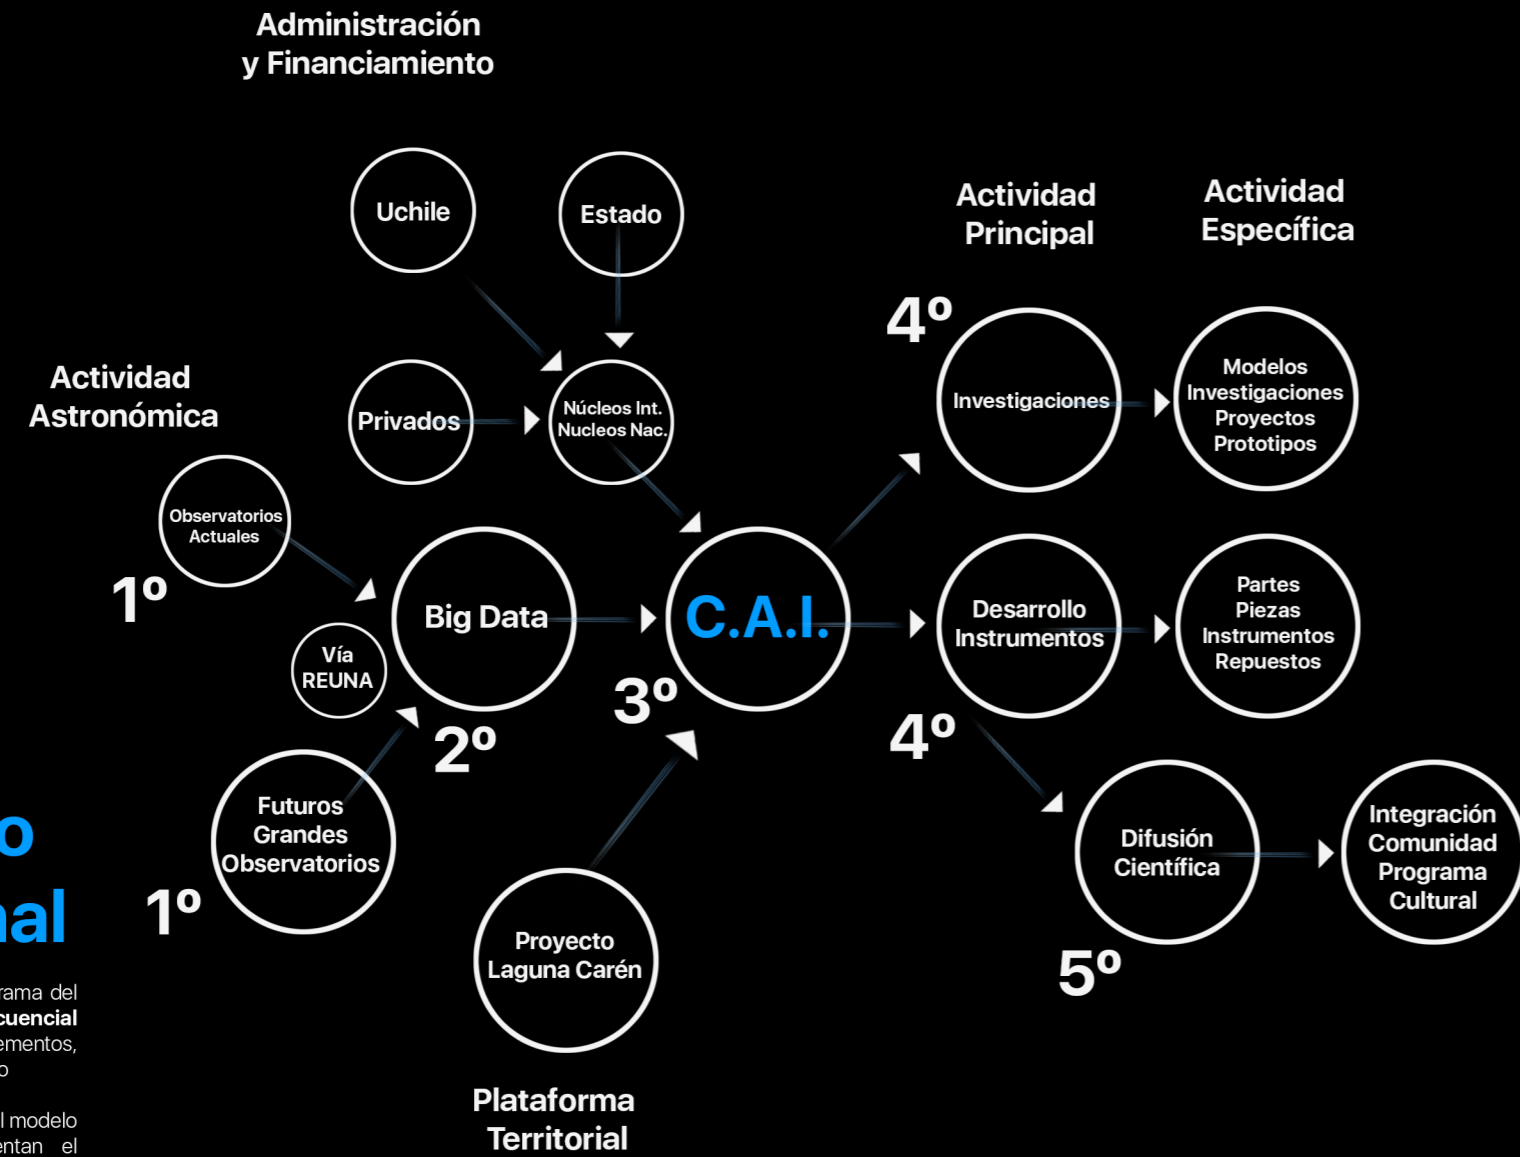 Administración
y Financiamiento
Uchile
Estado
Actividad
Principal
Actividad
Específica
4º
Actividad
Astronómica
Privados
Núcleos Int.
Nucleos Nac.
Investigaciones
Modelos
Investigaciones
Proyectos
Prototipos
Observatorios
Actuales
1º
Big Data
C.A.I.
Desarrollo
Instrumentos
Partes
Piezas
Instrumentos
Repuestos
Vía
REUNA
3º
2º
4º
Futuros
Grandes
Observatorios
1º
Difusión
Científica
Integración
Comunidad
Programa
Cultural
5º
Proyecto
Laguna Carén
Plataforma
Territorial
o
nal
rama del
cuencial
ementos,
o
l modelo
entan el